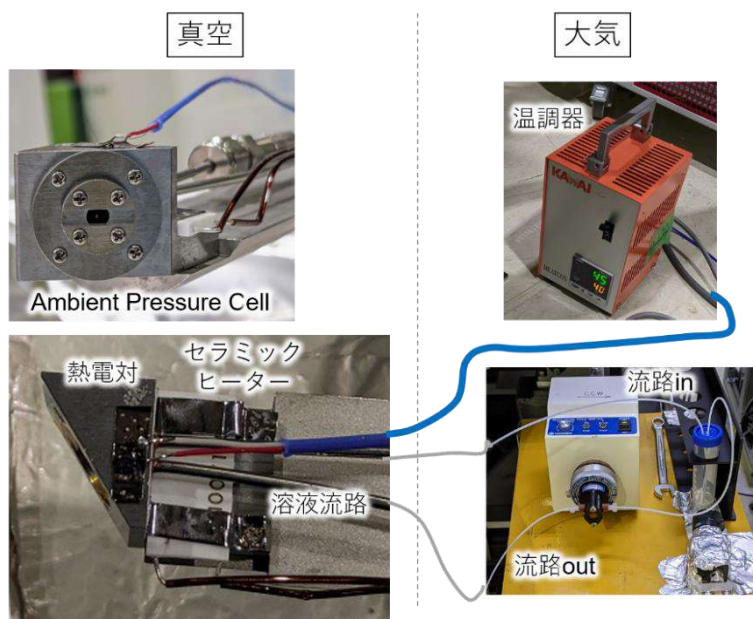 真空
大気
Ambient Pressure Cell
温調器
KAWAI
45
40
熱電対
セラミック
ヒーター
溶液流路
流路in
C.C.W
流路out